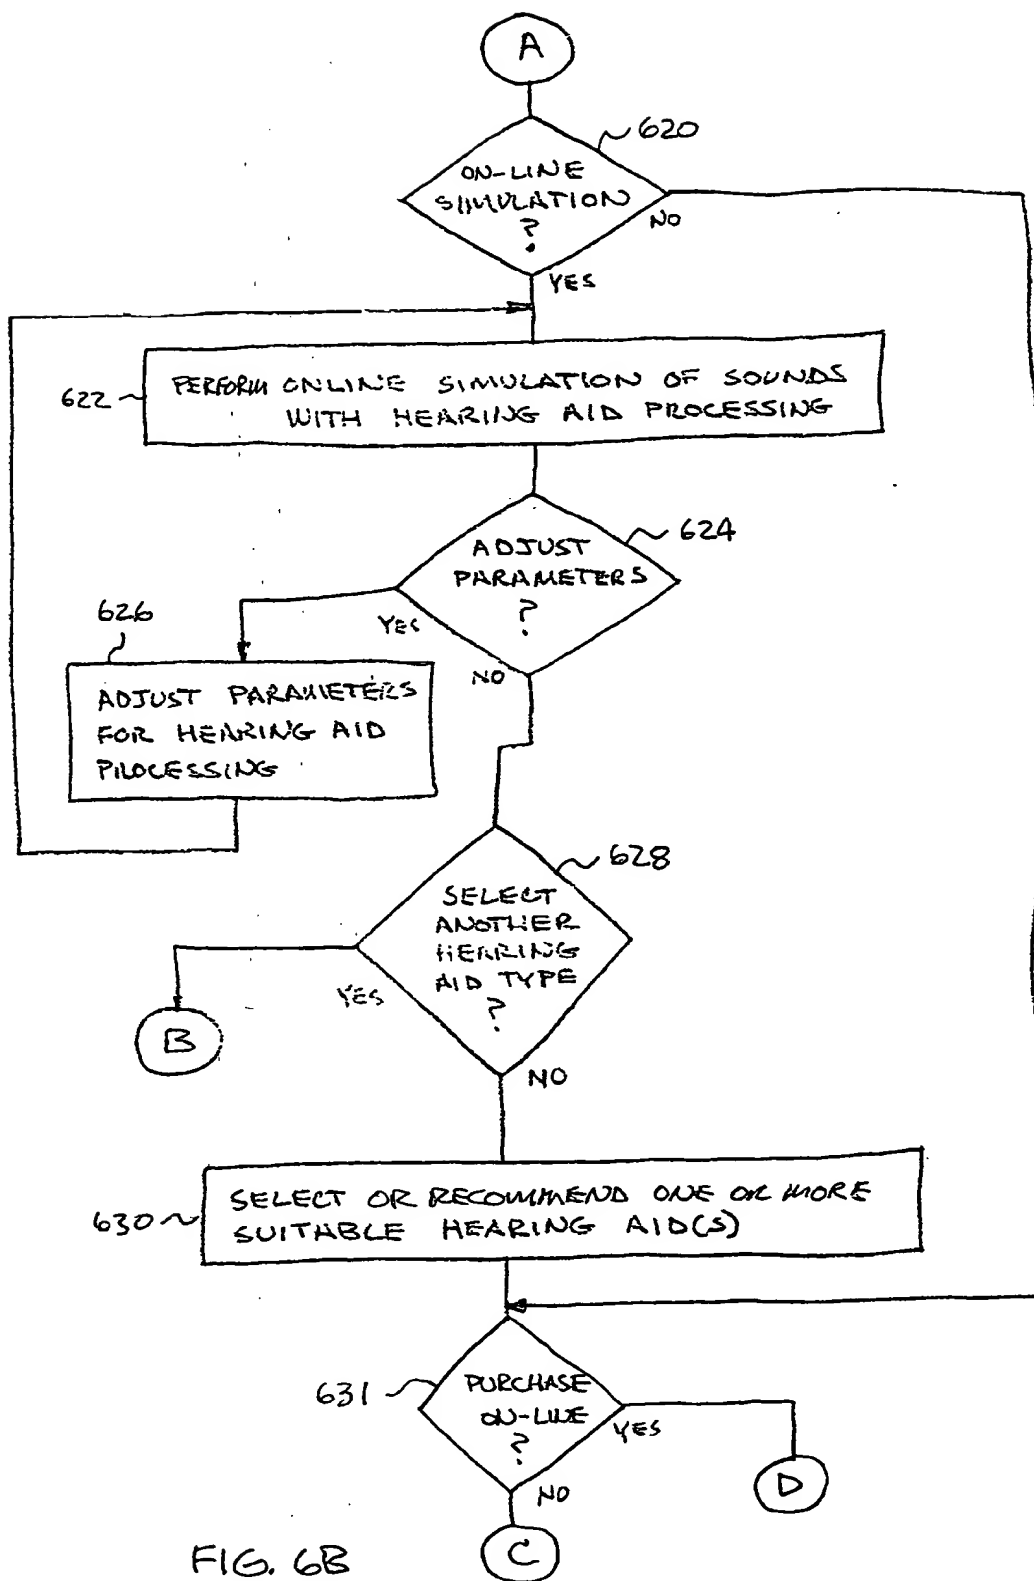 A
620
ON-LINE
SIMULATION
?
NO
YES
622
PERFORM ONLINE SIMULATION OF SOUNDS
WITH HEARING AID PROCESSING
624
ADJUST
PARAMETERS
?
YES
NO
626
ADJUST PARAMETERS
FOR HEARING AID
PROCESSING
628
SELECT
ANOTHER
HEARING
AID TYPE
?
YES
B
NO
630
SELECT OR RECOMMEND ONE OR MORE
SUITABLE HEARING AID(S)
631
PURCHASE
ON-LINE
?
YES
D
NO
C
FIG. 6B